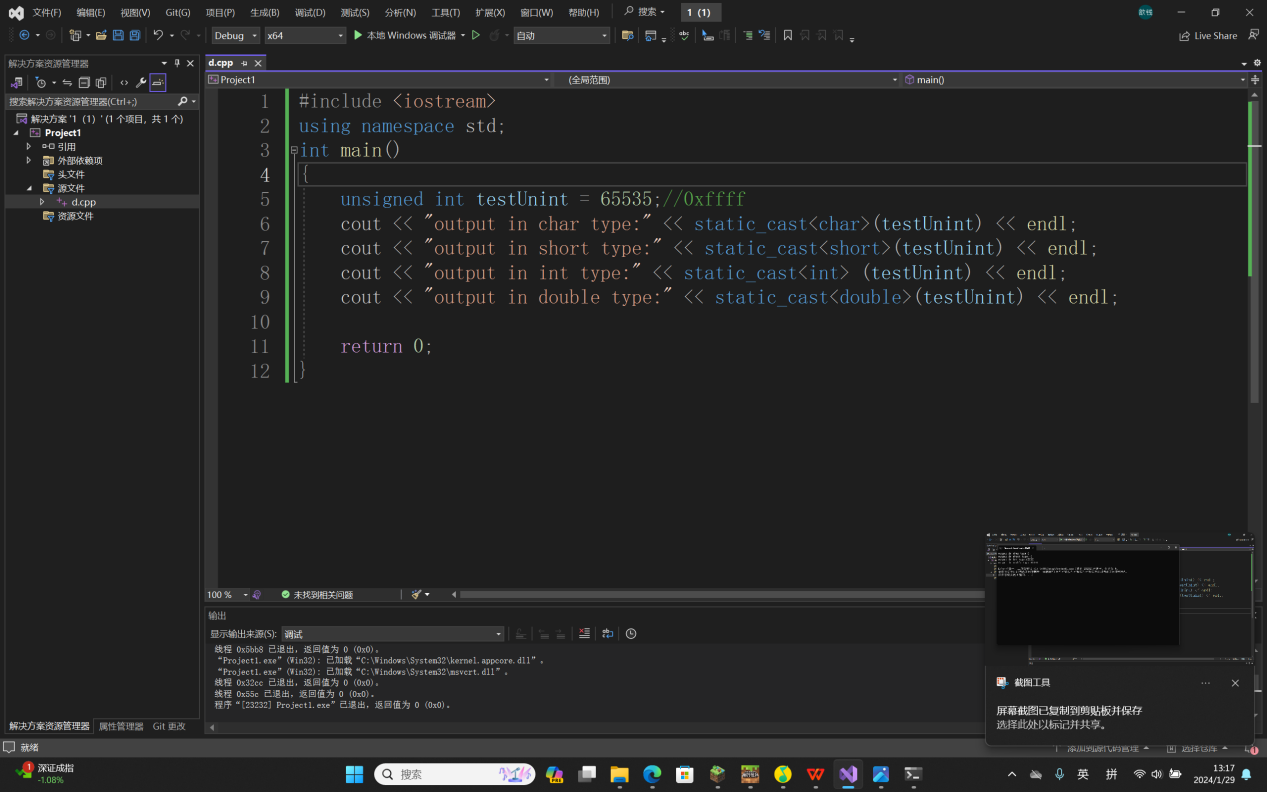 文件(F) 编辑(E) 视图(V) Git(G) 项目(P) 生成(B) 调试(D) 测试(S) 分析(N) 工具(T) 扩展(X) 窗口(W) 帮助(H) 搜索 1 (1)
Debug x64 本地 Windows 调试器 自动 Live Share
解决方案资源管理器
搜索解决方案资源管理器(Ctrl+;)
解决方案 '1（1）' (1 个项目，共 1 个)
Project1
引用
外部依赖项
头文件
源文件
d.cpp
资源文件
解决方案资源管理器 属性管理器 Git 更改
d.cpp
Project1 (全局范围) main()
1 #include <iostream>
2 using namespace std;
3 int main()
4 {
5 unsigned int testUnint = 65535;//0xffff
6 cout << "output in char type:" << static_cast<char>(testUnint) << endl;
7 cout << "output in short type:" << static_cast<short>(testUnint) << endl;
8 cout << "output in int type:" << static_cast<int> (testUnint) << endl;
9 cout << "output in double type:" << static_cast<double>(testUnint) << endl;
10
11 return 0;
12 }
100 % 未找到相关问题
输出
显示输出来源(S): 调试
线程 0x5bb8 已退出，返回值为 0 (0x0)。
“Project1.exe”(Win32): 已加载“C:\Windows\System32\kernel.appcore.dll”。
“Project1.exe”(Win32): 已加载“C:\Windows\System32\msvcrt.dll”。
线程 0x32cc 已退出，返回值为 0 (0x0)。
线程 0x55c 已退出，返回值为 0 (0x0)。
程序“[23232] Project1.exe”已退出，返回值为 0 (0x0)。
截图工具
屏幕截图已复制到剪贴板并保存
选择此处以标记并共享。
就绪
添加到源代码管理 选择仓库 1
1 深证成指
-1.08%
搜索
英 拼
13:17
2024/1/29